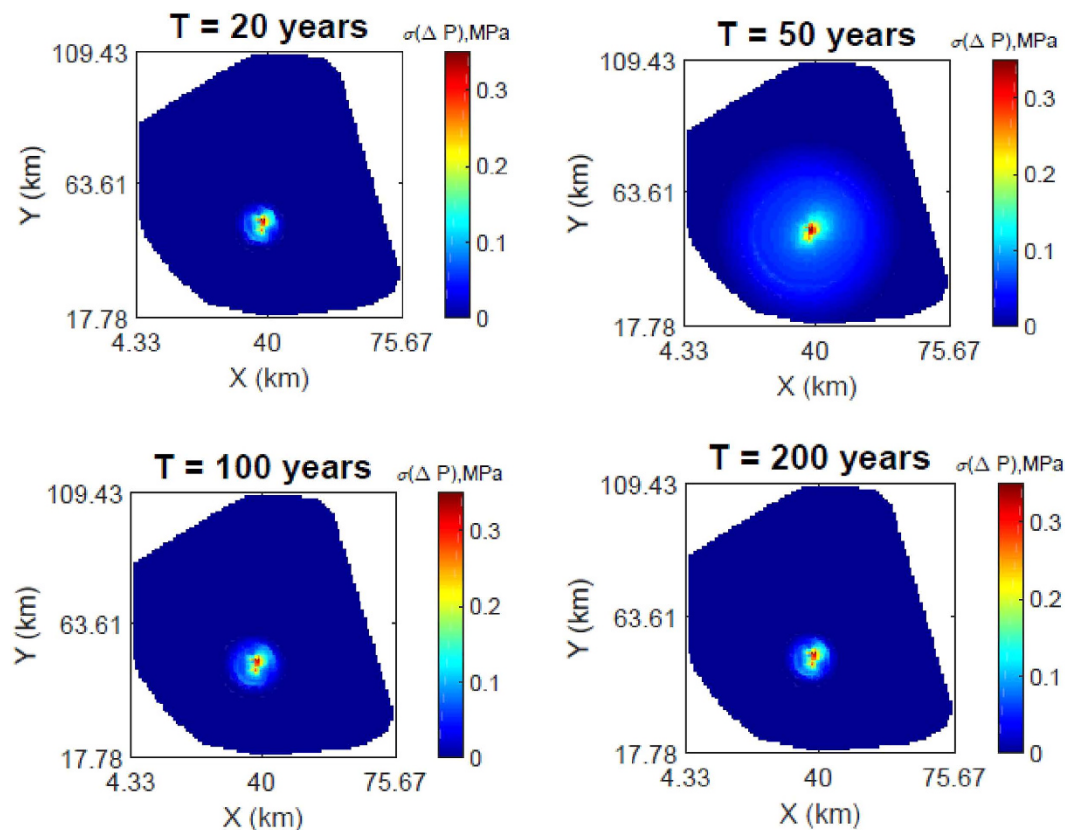 T = 20 years
σ(Δ P),MPa
109.43
63.61
17.78
Y (km)
4.33 40 75.67
X (km)
0.3
0.2
0.1
0
T = 50 years
σ(Δ P),MPa
109.43
63.61
17.78
Y (km)
4.33 40 75.67
X (km)
0.3
0.2
0.1
0
T = 100 years
σ(Δ P),MPa
109.43
63.61
17.78
Y (km)
4.33 40 75.67
X (km)
0.3
0.2
0.1
0
T = 200 years
σ(Δ P),MPa
109.43
63.61
17.78
Y (km)
4.33 40 75.67
X (km)
0.3
0.2
0.1
0